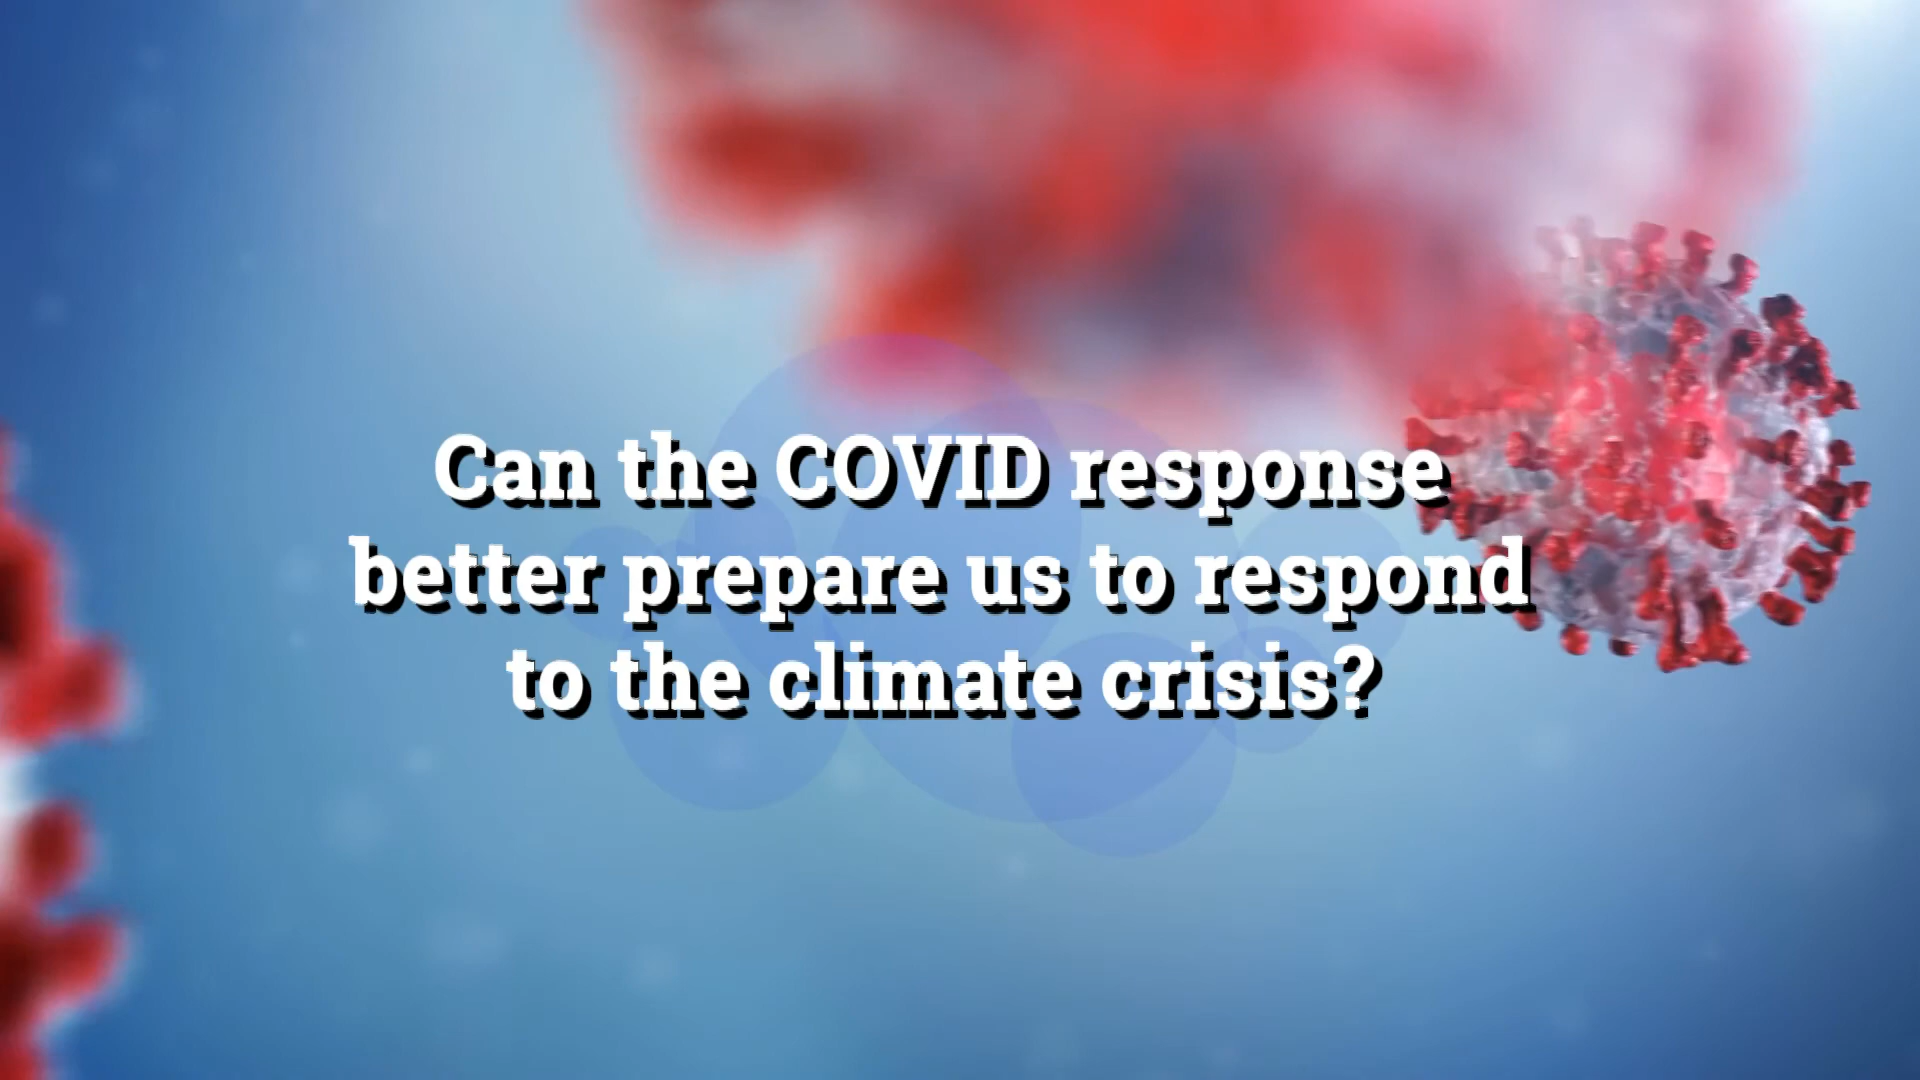 Can the COVID response
better prepare us to respond
to the climate crisis?